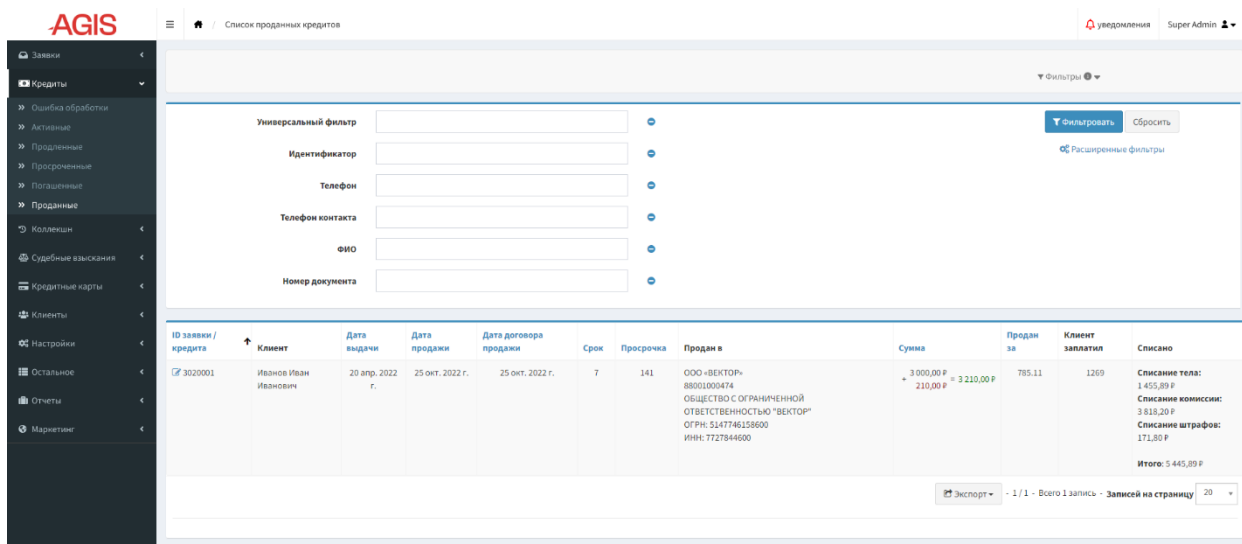 AGIS
Список проданных кредитов
уведомления
Super Admin
Заявки
Кредиты
Ошибка обработки
Активные
Продленные
Просроченные
Погашенные
Проданные
Коллекшн
Судебные взыскания
Кредитные карты
Клиенты
Настройки
Остальное
Отчеты
Маркетинг
Фильтры
Универсальный фильтр
Идентификатор
Телефон
Телефон контакта
ФИО
Номер документа
Фильтровать
Сбросить
Расширенные фильтры
ID заявки /
кредита
Клиент
Дата
выдачи
Дата
продажи
Дата договора
продажи
Срок
Просрочка
Продан в
Сумма
Продан
за
Клиент
заплатил
Списано
3020001
Иванов Иван
Иванович
20 апр. 2022
г.
25 окт. 2022 г.
25 окт. 2022 г.
7
141
ООО «ВЕКТОР»
88001000474
ОБЩЕСТВО С ОГРАНИЧЕННОЙ
ОТВЕТСТВЕННОСТЬЮ "ВЕКТОР"
ОГРН: 5147746158600
ИНН: 7727844600
+ 3 000,00 ₽
210,00 ₽
= 3 210,00 ₽
785.11
1269
Списание тела:
1 455,89 ₽
Списание комиссии:
3 818,20 ₽
Списание штрафов:
171,80 ₽
Итого: 5 445,89 ₽
Экспорт
- 1 / 1 - Всего 1 запись - Записей на страницу 20